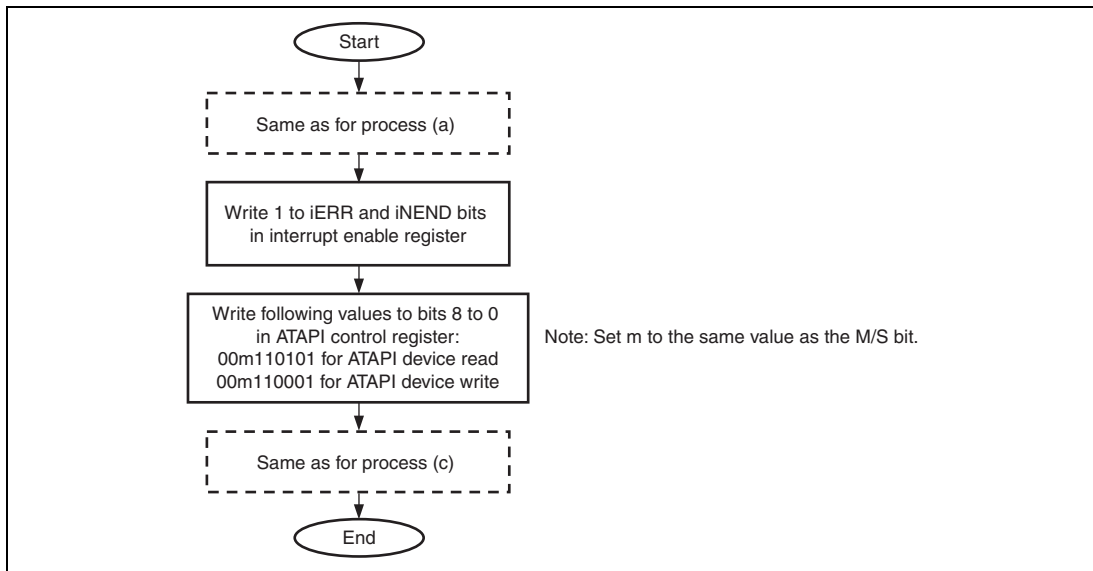 Start
Same as for process (a)
Write 1 to iERR and iNEND bits
in interrupt enable register
Write following values to bits 8 to 0
in ATAPI control register:
00m110101 for ATAPI device read
00m110001 for ATAPI device write
Note: Set m to the same value as the M/S bit.
Same as for process (c)
End